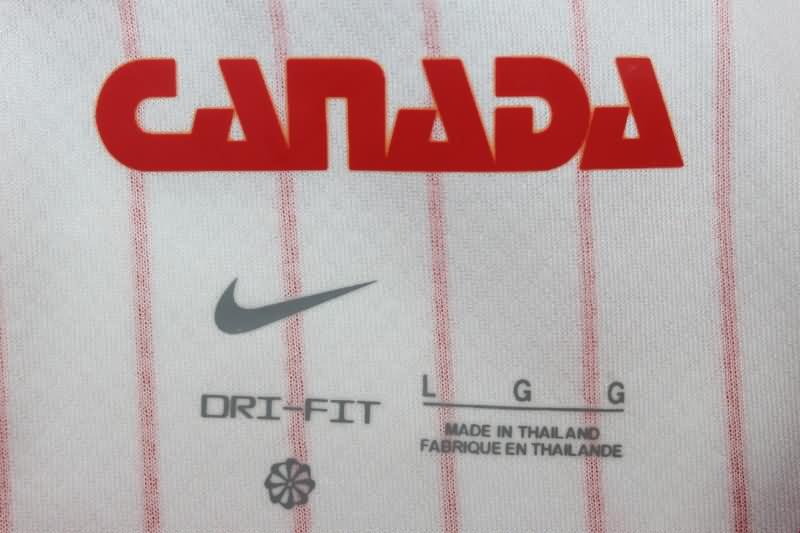 CANADA
DRI-FIT
L G G
MADE IN THAILAND
FABRIQUE EN THAILANDE